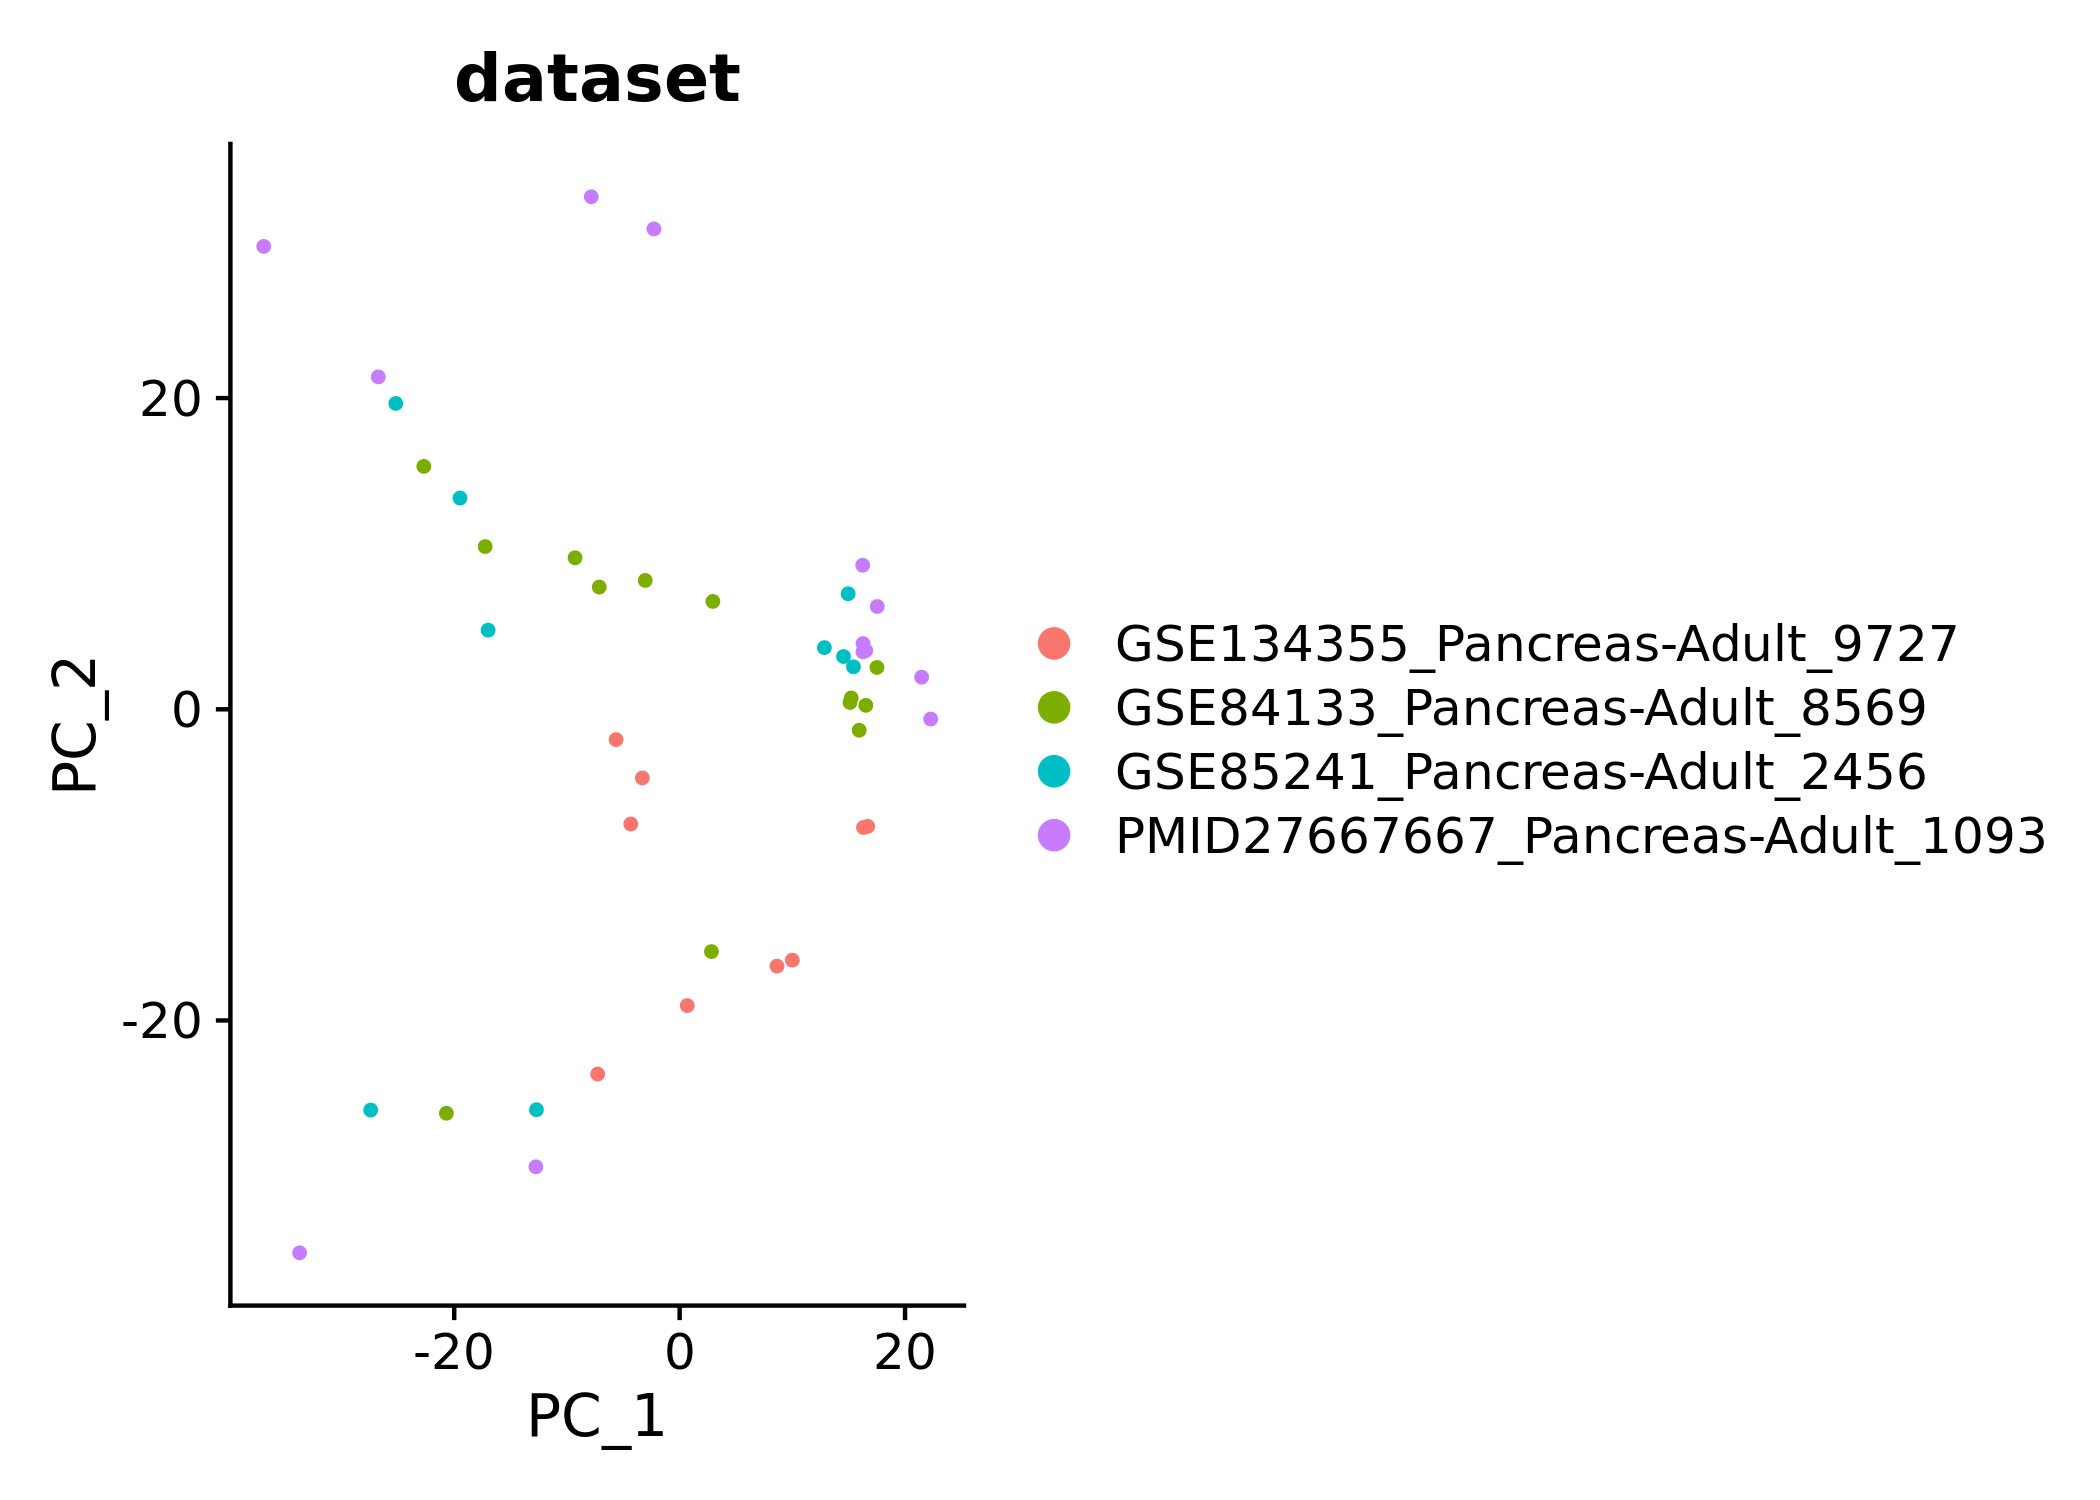 dataset
PC_2
20
0
-20
-20 0 20
PC_1
GSE134355_Pancreas-Adult_9727
GSE84133_Pancreas-Adult_8569
GSE85241_Pancreas-Adult_2456
PMID27667667_Pancreas-Adult_1093